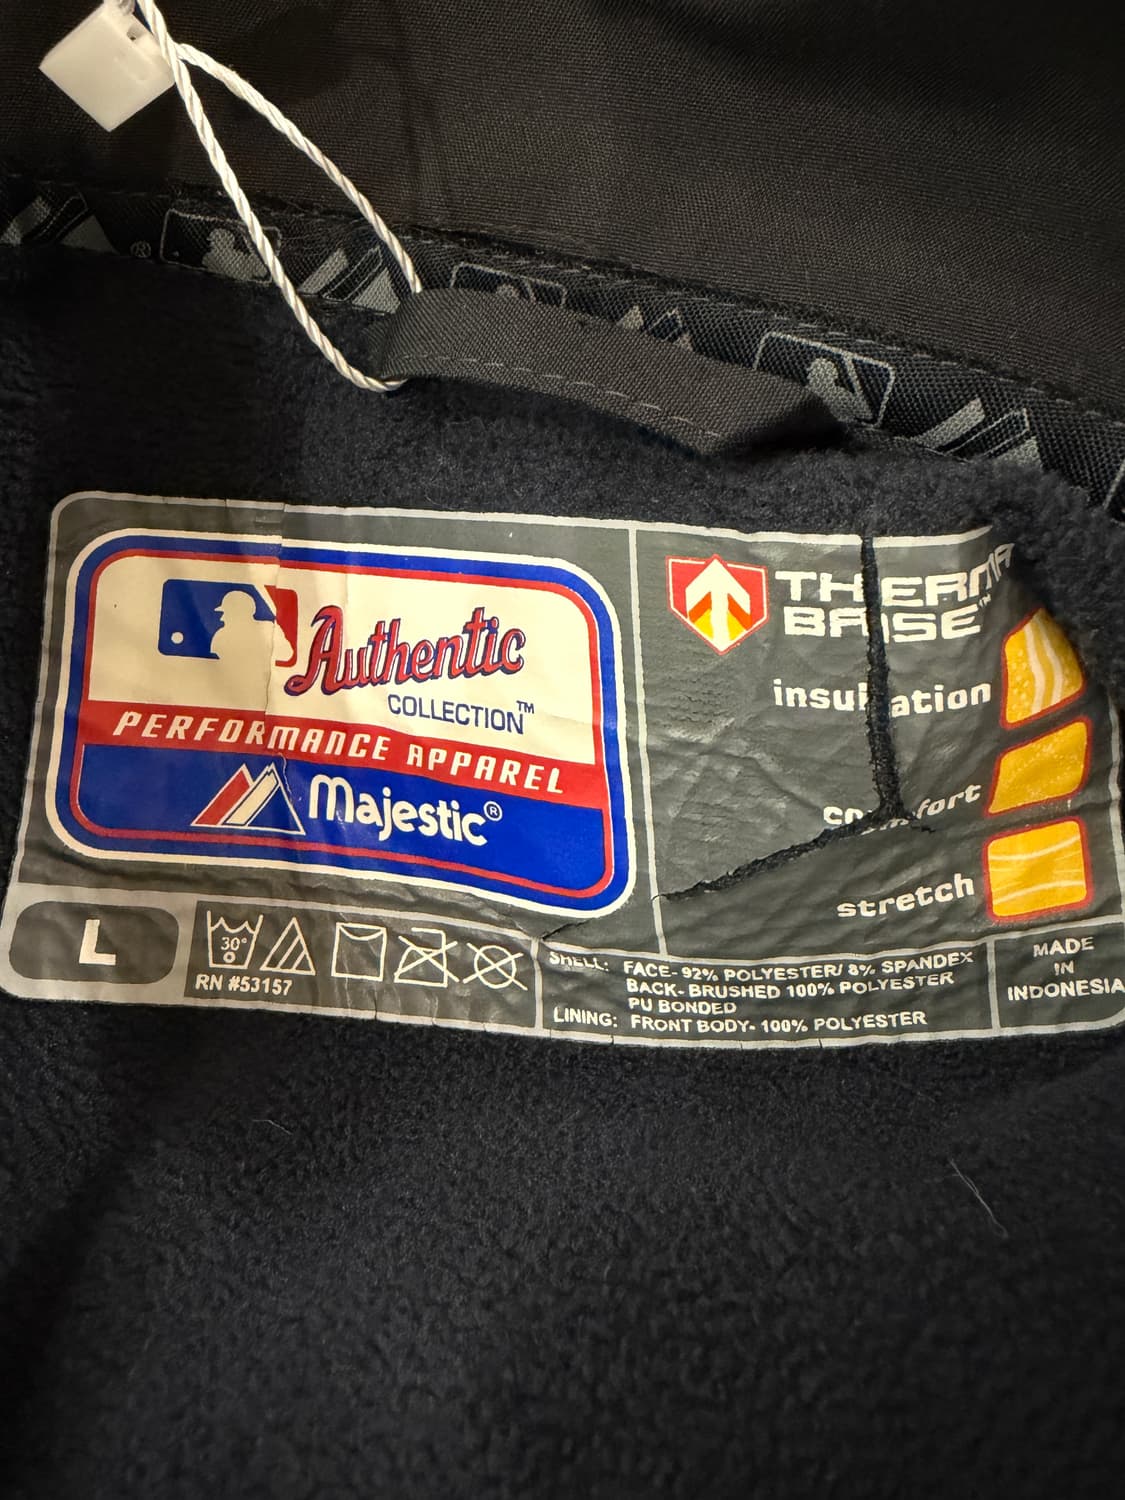 ®
Authentic
COLLECTION™
PERFORMANCE APPAREL
Majestic®
THERMA
BASE™
insulation
comfort
stretch
L
30°
RN #53157
SHELL: FACE- 92% POLYESTER/ 8% SPANDEX
BACK- BRUSHED 100% POLYESTER
PU BONDED
LINING: FRONT BODY- 100% POLYESTER
MADE
IN
INDONESIA